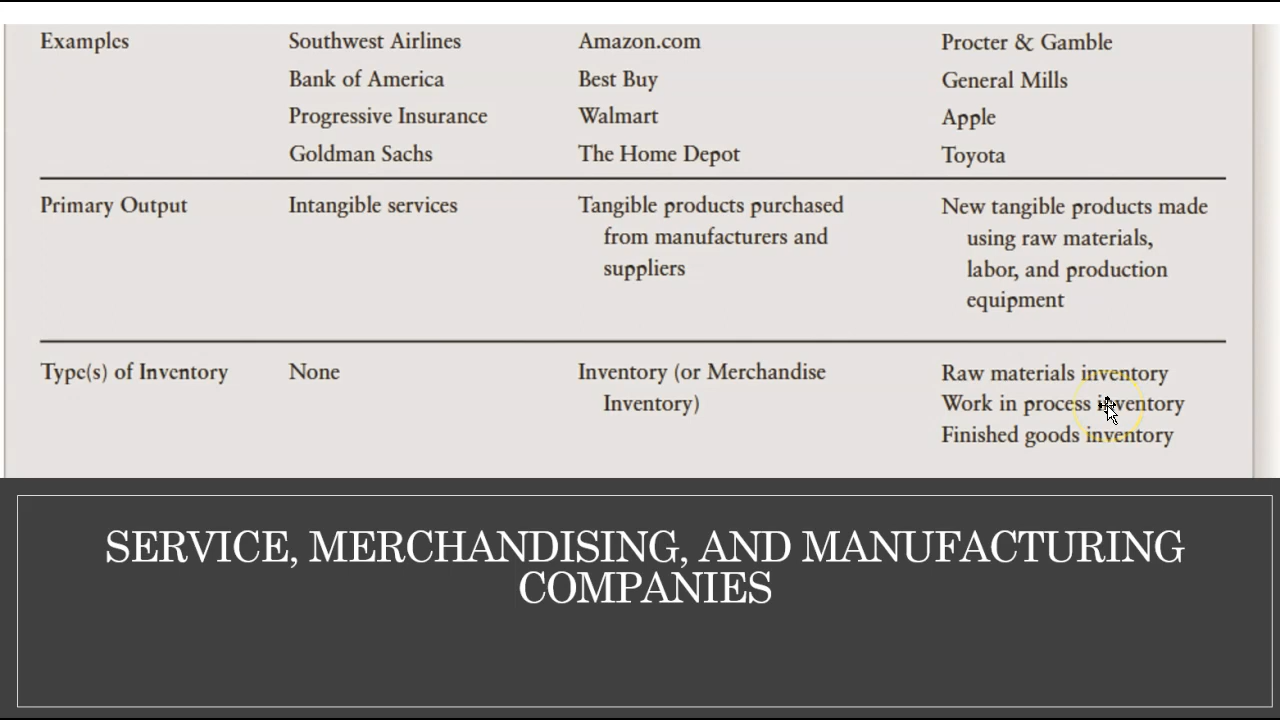 Examples Southwest Airlines Amazon.com Procter & Gamble
Bank of America Best Buy General Mills
Progressive Insurance Walmart Apple
Goldman Sachs The Home Depot Toyota
Primary Output Intangible services Tangible products purchased New tangible products made
from manufacturers and using raw materials,
suppliers labor, and production
equipment
Type(s) of Inventory None Inventory (or Merchandise Raw materials inventory
Inventory) Work in process inventory
Finished goods inventory
SERVICE, MERCHANDISING, AND MANUFACTURING
COMPANIES